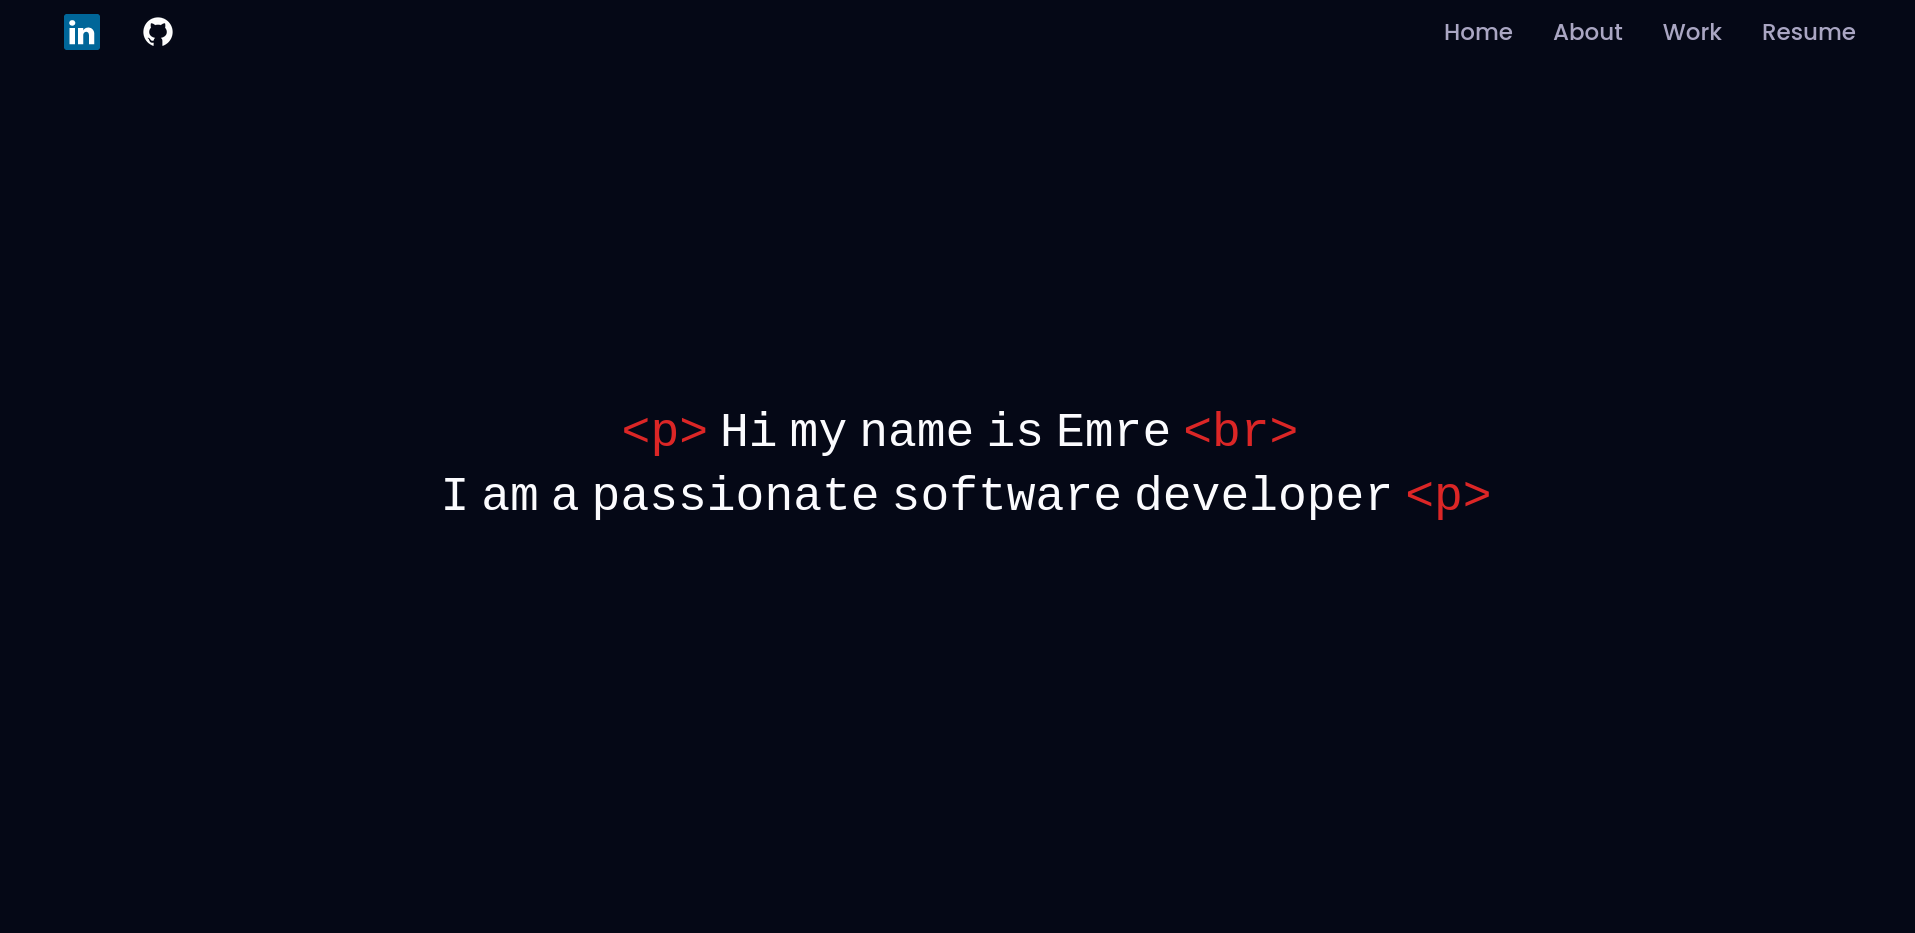 in
Home About Work Resume
<p> Hi my name is Emre <br>
I am a passionate software developer <p>